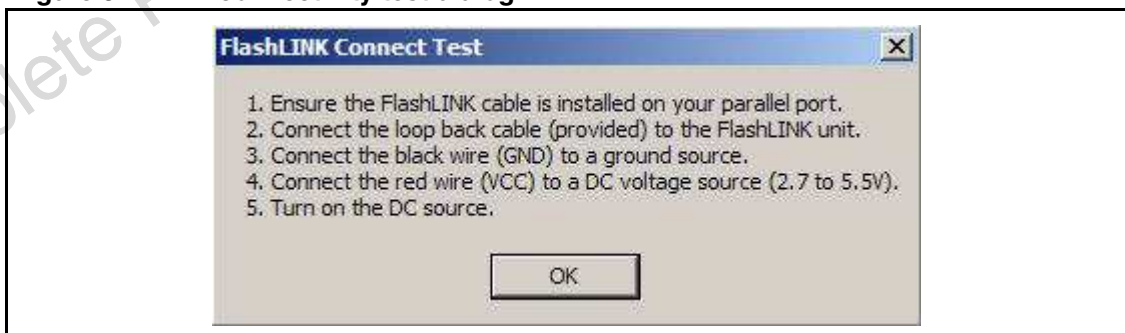 FlashLINK Connect Test
1. Ensure the FlashLINK cable is installed on your parallel port.
2. Connect the loop back cable (provided) to the FlashLINK unit.
3. Connect the black wire (GND) to a ground source.
4. Connect the red wire (VCC) to a DC voltage source (2.7 to 5.5V).
5. Turn on the DC source.
OK